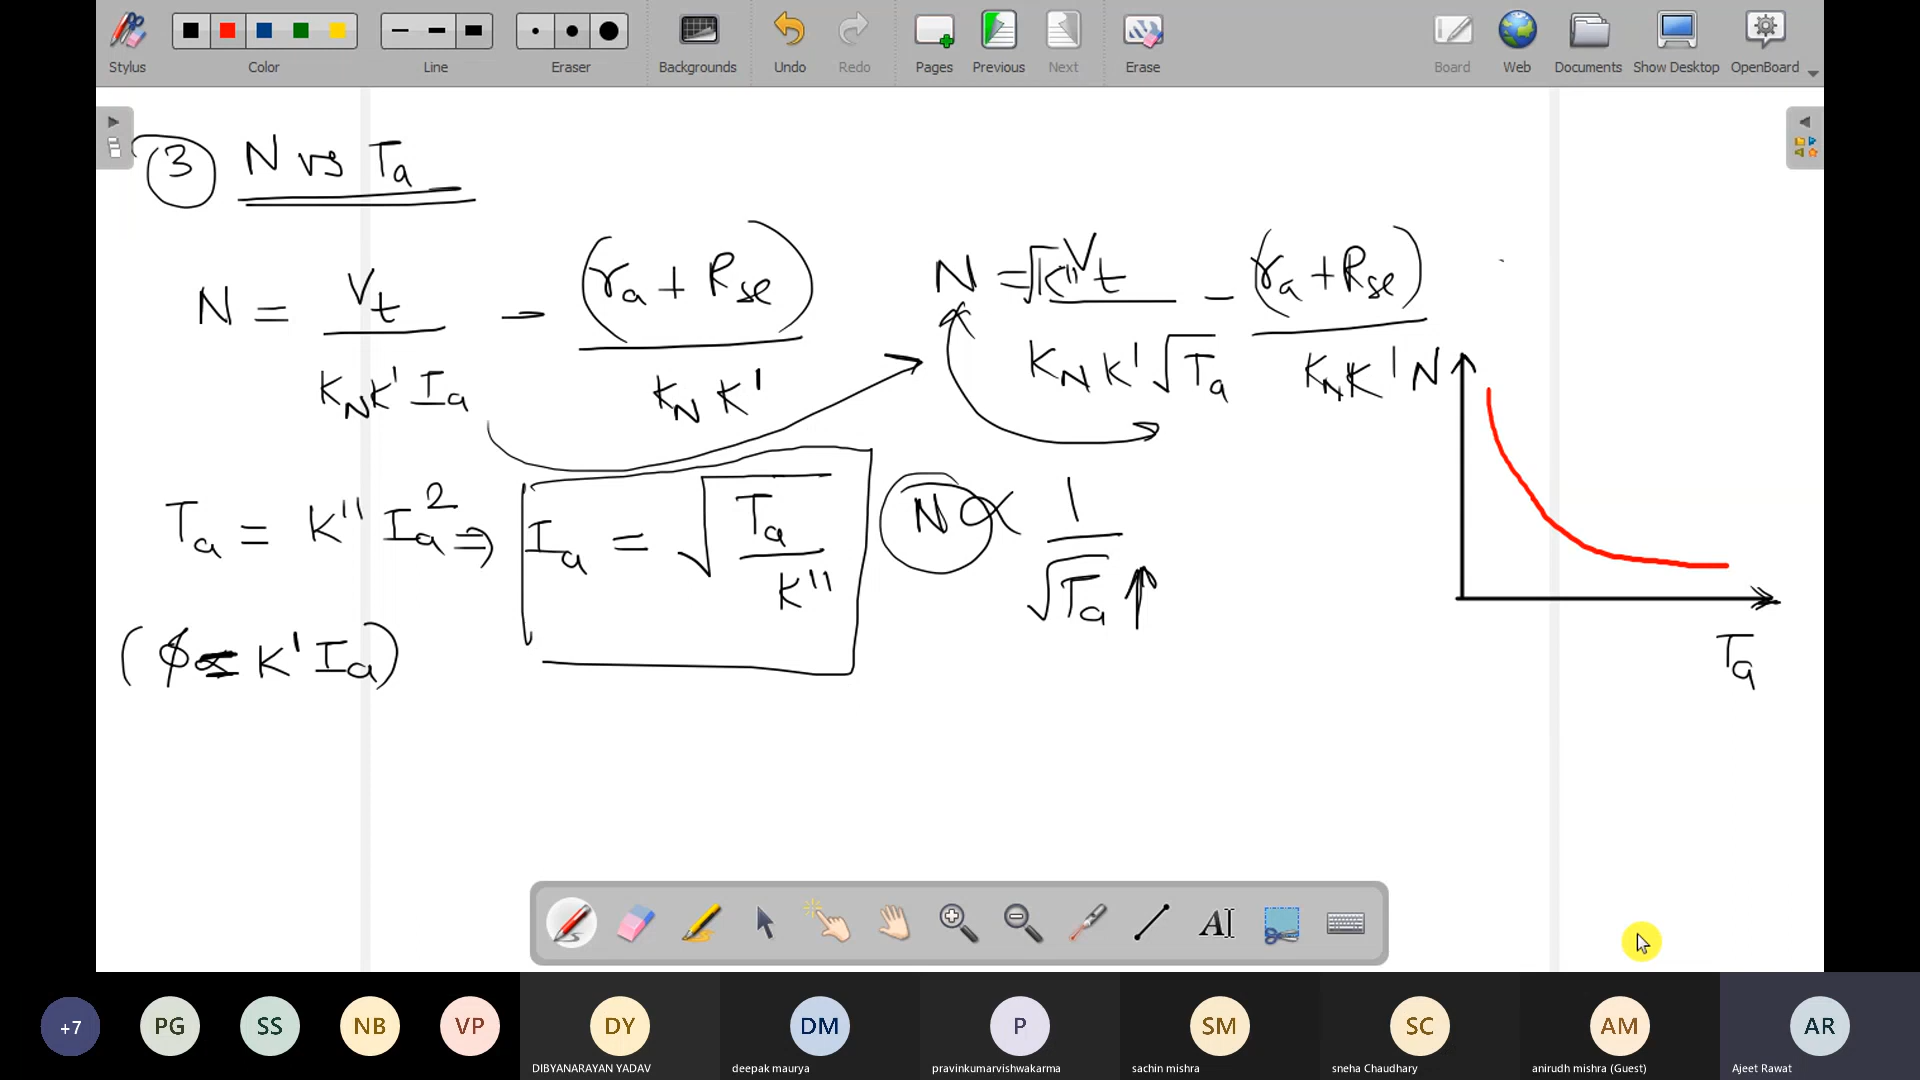 Stylus Color Line Eraser Backgrounds Undo Redo Pages Previous Next Erase Board Web Documents Show Desktop OpenBoard
③ N vs Ta
N = Vt / KN K' Ia − (ra + Rse) / KN K'
N = √K'' Vt / KN K' √Ta − (ra + Rse) / KN K'
Ta = K'' Ia² ⇒ Ia = √(Ta / K'')
N ∝ 1 / √Ta ↑
(ϕ = K' Ia)
N
Ta
AI
+7 PG SS NB VP DY DM P SM SC AM AR
DIBYANARAYAN YADAV deepak maurya pravinkumarvishwakarma sachin mishra sneha Chaudhary anirudh mishra (Guest) Ajeet Rawat